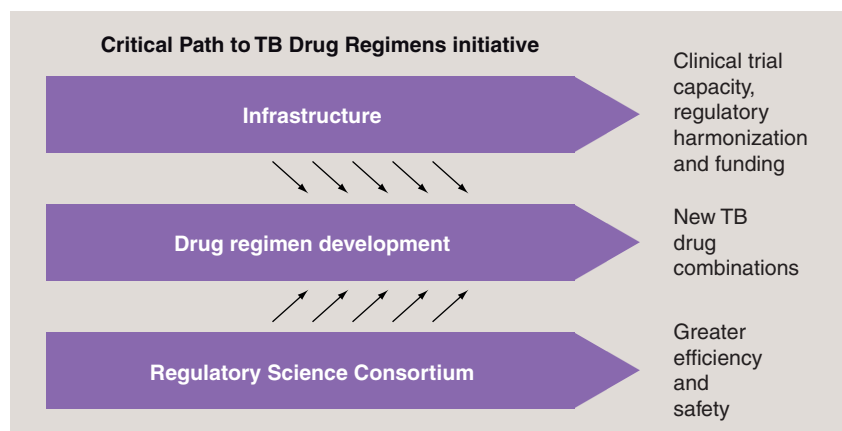 Critical Path to TB Drug Regimens initiative
Infrastructure
Clinical trial
capacity,
regulatory
harmonization
and funding
Drug regimen development
New TB
drug
combinations
Regulatory Science Consortium
Greater
efficiency
and
safety